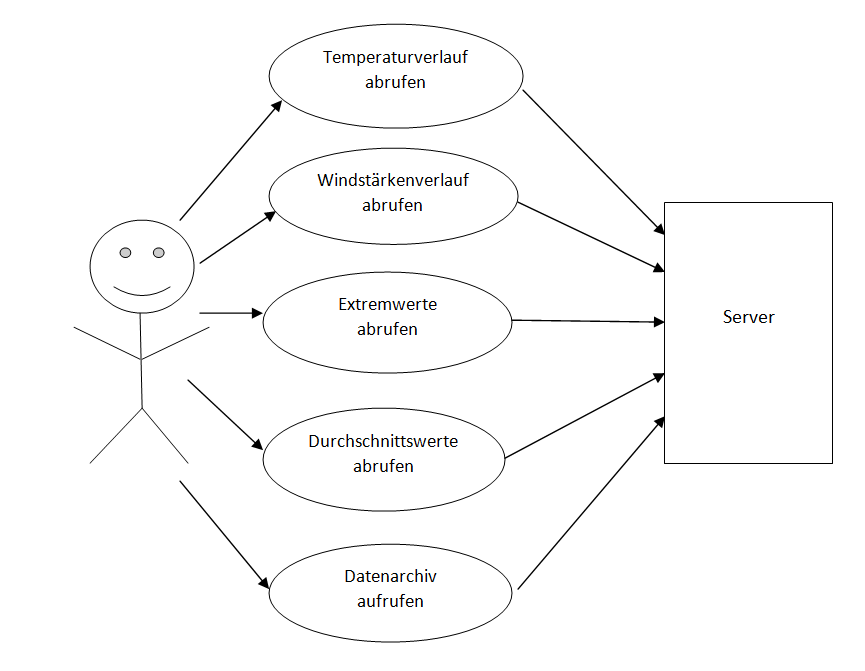 Temperaturverlauf
abrufen
Windstärkenverlauf
abrufen
Extremwerte
abrufen
Server
Durchschnittswerte
abrufen
Datenarchiv
aufrufen